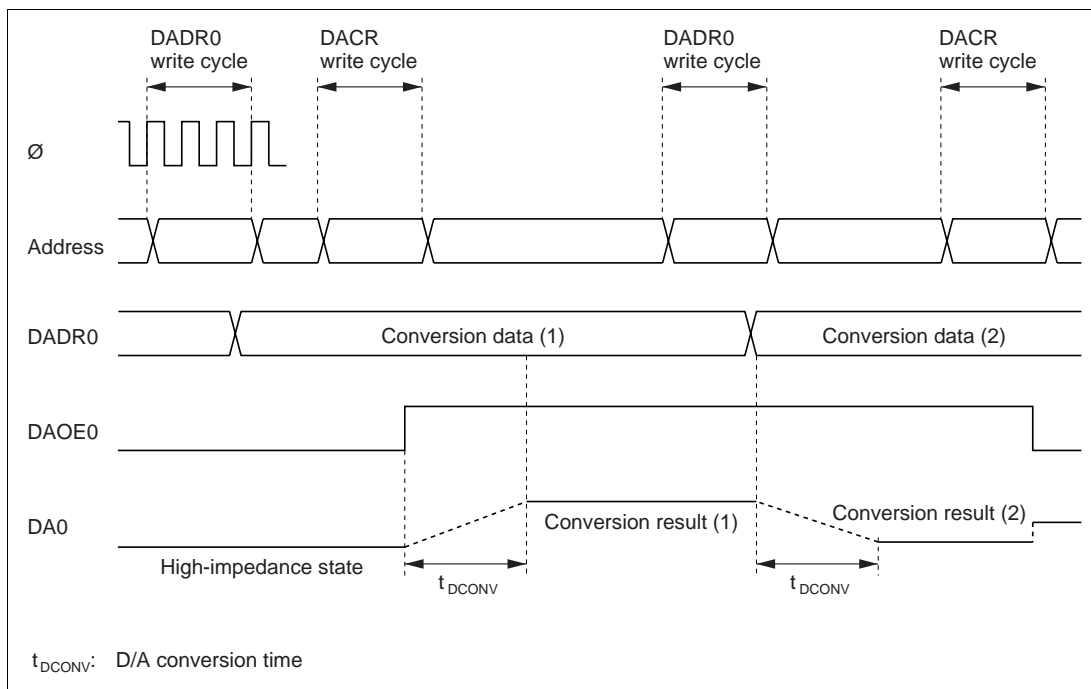 DADR0
write cycle
DACR
write cycle
DADR0
write cycle
DACR
write cycle
Ø
Address
DADR0
Conversion data (1)
Conversion data (2)
DAOE0
DA0
Conversion result (1)
Conversion result (2)
High-impedance state
t DCONV
t DCONV
t DCONV: D/A conversion time